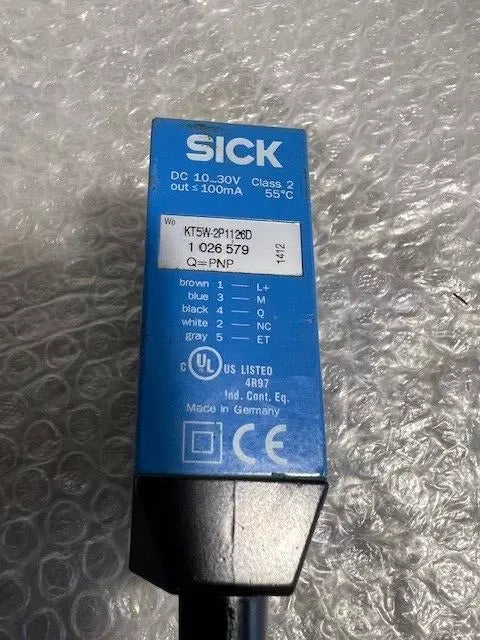 SICK
DC 10...30V Class 2
out ≤ 100mA 55°C
Wo
KT5W-2P1126D
1 026 579
Q=PNP
1412
brown 1 — L+
blue 3 — M
black 4 — Q
white 2 — NC
gray 5 — ET
C UL US LISTED
4R97
Ind. Cont. Eq.
Made in Germany
CE